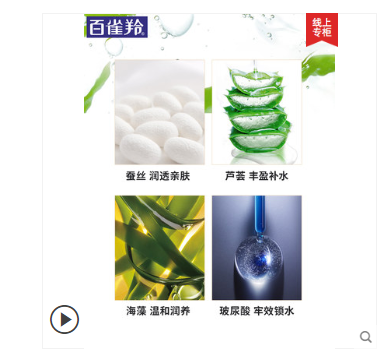 百雀羚
线上
专柜
蚕丝 润透亲肤
芦荟 丰盈补水
海藻 温和润养
玻尿酸 牢效锁水